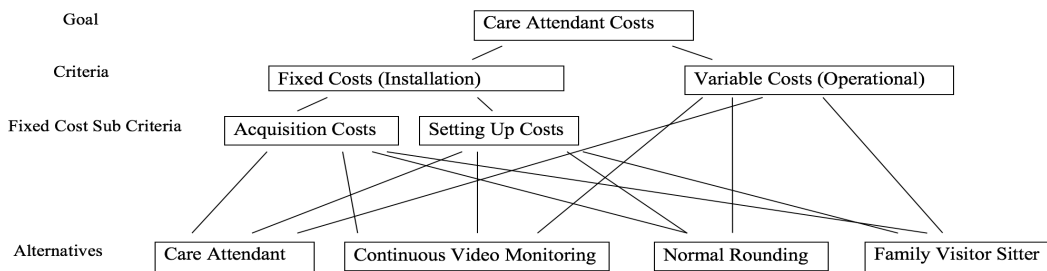 Goal
Care Attendant Costs
Criteria
Fixed Costs (Installation)
Variable Costs (Operational)
Fixed Cost Sub Criteria
Acquisition Costs
Setting Up Costs
Alternatives
Care Attendant
Continuous Video Monitoring
Normal Rounding
Family Visitor Sitter